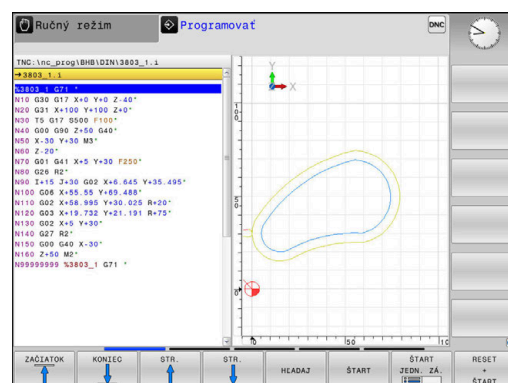 Ručný režim
Programovať
DNC
TNC:\nc_prog\BHB\DIN\3803_1.i
→3803_1.i
%3803_1 G71 *
N10 G30 G17 X+0 Y+0 Z-40*
N20 G31 X+100 Y+100 Z+0*
N30 T5 G17 S500 F100*
N40 G00 G90 Z+50 G40*
N50 X-30 Y+30 M3*
N60 Z-20*
N70 G01 G41 X+5 Y+30 F250*
N80 G26 R2*
N90 I+15 J+30 G02 X+6.645 Y+35.495*
N100 G06 X+55.55 Y+69.488*
N110 G02 X+58.995 Y+30.025 R+20*
N120 G03 X+19.732 Y+21.191 R+75*
N130 G02 X+5 Y+30*
N140 G27 R2*
N150 G00 G40 X-30*
N160 Z+50 M2*
N99999999 %3803_1 G71 *
Y
X
ZAČIATOK
KONIEC
STR.
STR.
HĽADAJ
ŠTART
ŠTART
JEDN. ZÁ.
RESET
+
ŠTART